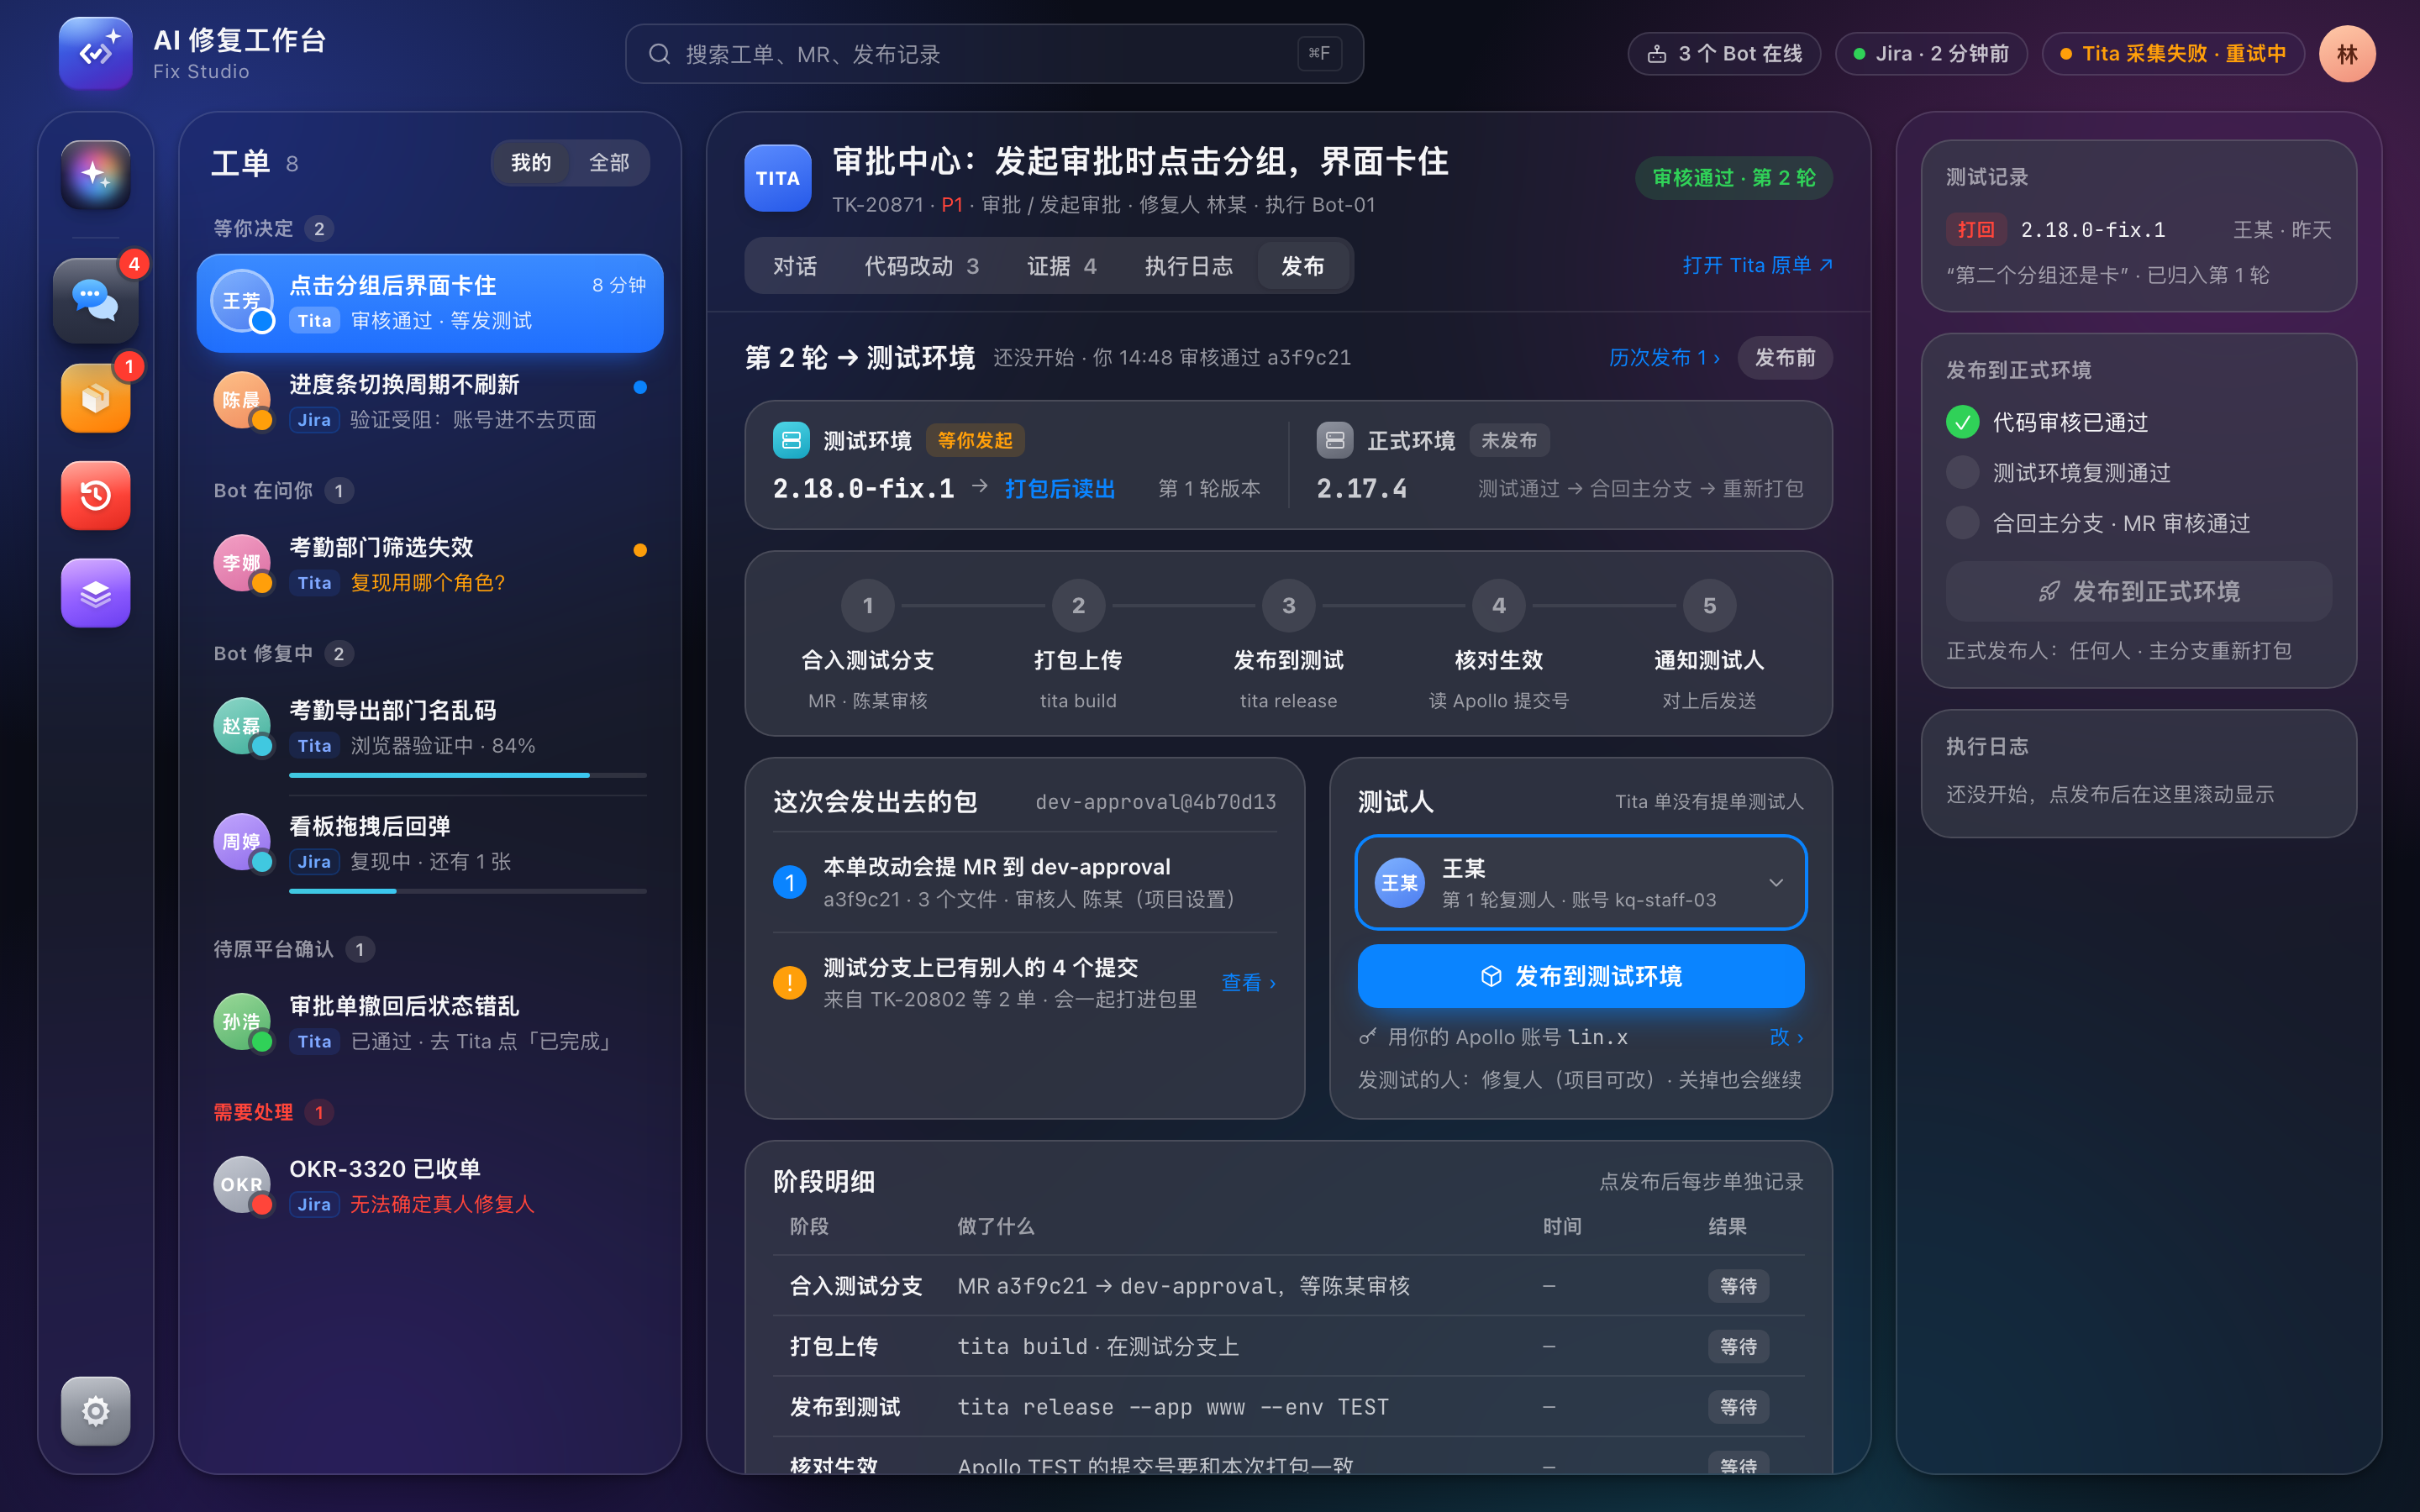 AI 修复工作台
Fix Studio
搜索工单、MR、发布记录
⌘F
3 个 Bot 在线
Jira · 2 分钟前
Tita 采集失败 · 重试中
林
4
1
工单 8
我的 全部
等你决定 2
王芳
点击分组后界面卡住
8 分钟
Tita 审核通过 · 等发测试
陈晨
进度条切换周期不刷新
Jira 验证受阻：账号进不去页面
Bot 在问你 1
李娜
考勤部门筛选失效
Tita 复现用哪个角色?
Bot 修复中 2
赵磊
考勤导出部门名乱码
Tita 浏览器验证中 · 84%
周婷
看板拖拽后回弹
Jira 复现中 · 还有 1 张
待原平台确认 1
孙浩
审批单撤回后状态错乱
Tita 已通过 · 去 Tita 点「已完成」
需要处理 1
OKR
OKR-3320 已收单
Jira 无法确定真人修复人
TITA
审批中心：发起审批时点击分组，界面卡住
TK-20871 · P1 · 审批 / 发起审批 · 修复人 林某 · 执行 Bot-01
审核通过 · 第 2 轮
对话 代码改动 3 证据 4 执行日志 发布
打开 Tita 原单 ↗
第 2 轮 → 测试环境 还没开始 · 你 14:48 审核通过 a3f9c21
历次发布 1 ›
发布前
测试环境 等你发起
2.18.0-fix.1 → 打包后读出 第 1 轮版本
正式环境 未发布
2.17.4 测试通过 → 合回主分支 → 重新打包
1 2 3 4 5
合入测试分支 打包上传 发布到测试 核对生效 通知测试人
MR · 陈某审核 tita build tita release 读 Apollo 提交号 对上后发送
这次会发出去的包 dev-approval@4b70d13
1
本单改动会提 MR 到 dev-approval
a3f9c21 · 3 个文件 · 审核人 陈某（项目设置）
!
测试分支上已有别人的 4 个提交
来自 TK-20802 等 2 单 · 会一起打进包里
查看 ›
测试人 Tita 单没有提单测试人
王某
王某
第 1 轮复测人 · 账号 kq-staff-03
发布到测试环境
用你的 Apollo 账号 lin.x 改 ›
发测试的人：修复人（项目可改）· 关掉也会继续
阶段明细 点发布后每步单独记录
阶段 做了什么 时间 结果
合入测试分支 MR a3f9c21 → dev-approval，等陈某审核 – 等待
打包上传 tita build · 在测试分支上 – 等待
发布到测试 tita release --app www --env TEST – 等待
核对生效 Apollo TEST 的提交号要和本次打包一致 – 等待
测试记录
打回 2.18.0-fix.1 王某 · 昨天
“第二个分组还是卡” · 已归入第 1 轮
发布到正式环境
代码审核已通过
测试环境复测通过
合回主分支 · MR 审核通过
发布到正式环境
正式发布人：任何人 · 主分支重新打包
执行日志
还没开始，点发布后在这里滚动显示